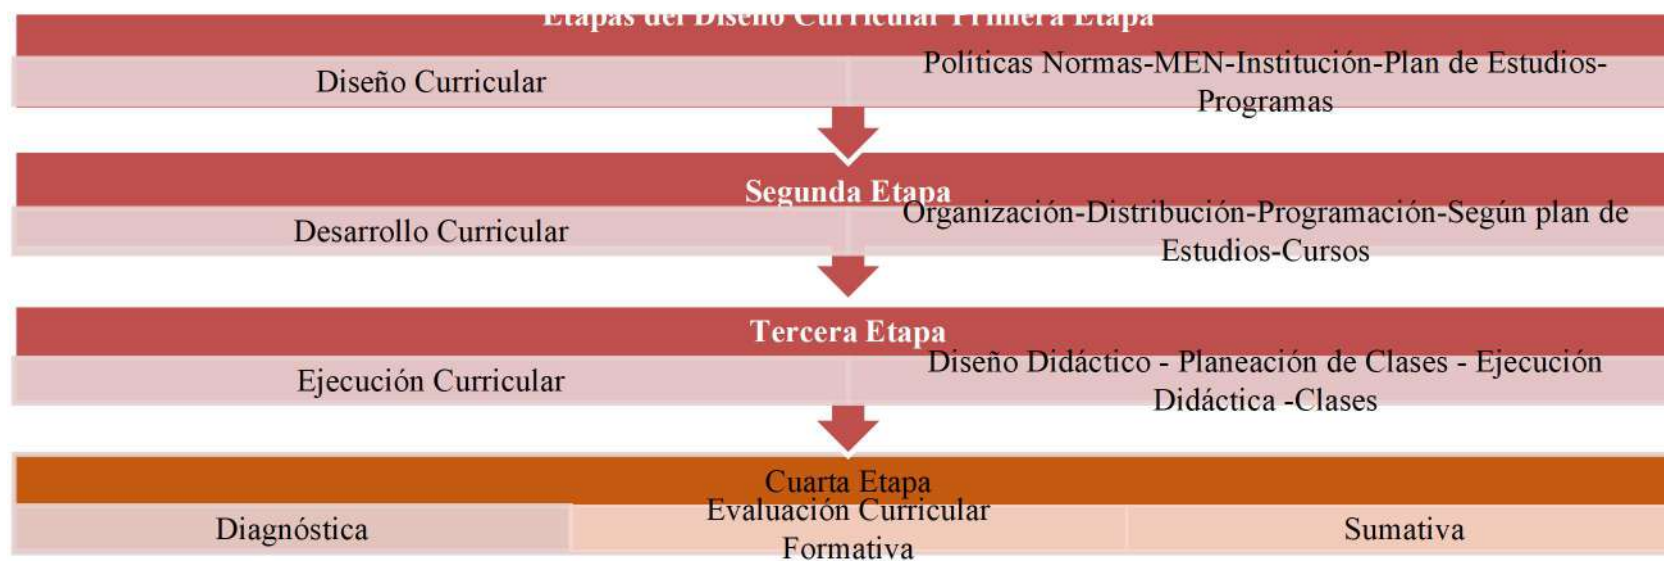 Etapas del Diseño Curricular Primera Etapa
Diseño Curricular
Políticas Normas-MEN-Institución-Plan de Estudios-
Programas
Segunda Etapa
Desarrollo Curricular
Organización-Distribución-Programación-Según plan de
Estudios-Cursos
Tercera Etapa
Ejecución Curricular
Diseño Didáctico - Planeación de Clases - Ejecución
Didáctica -Clases
Cuarta Etapa
Diagnóstica
Evaluación Curricular
Formativa
Sumativa